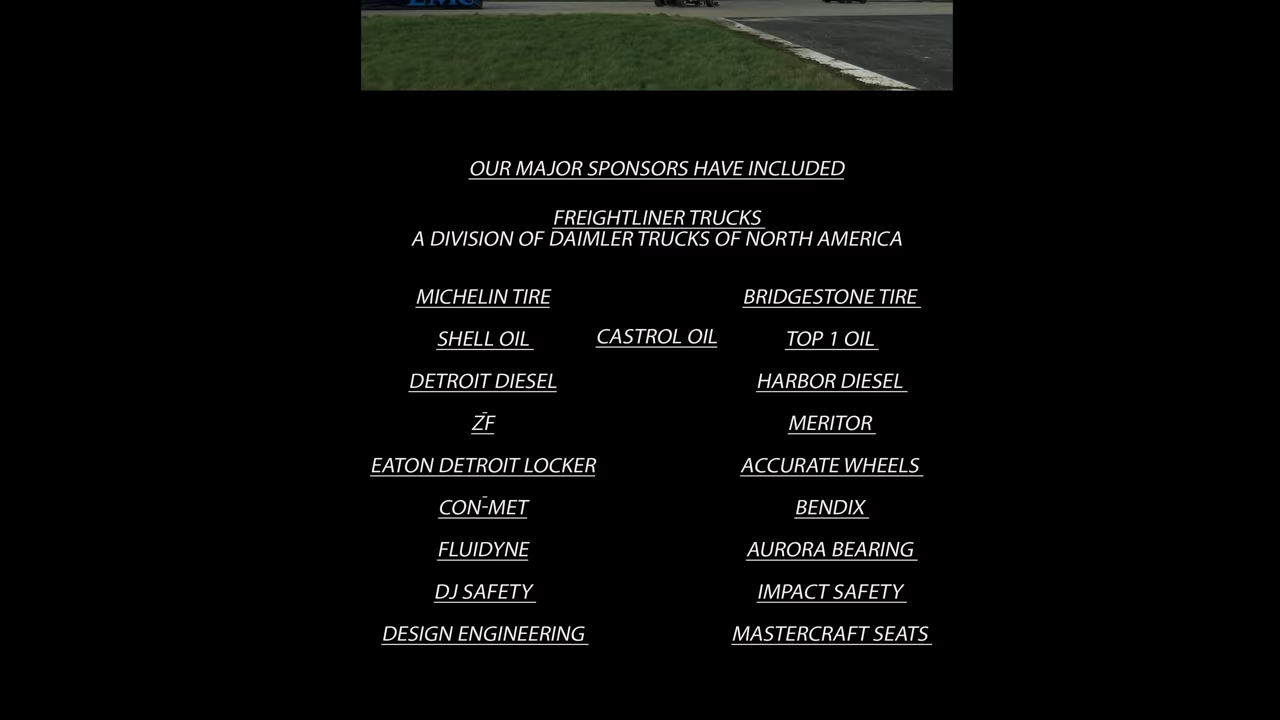 OUR MAJOR SPONSORS HAVE INCLUDED
FREIGHTLINER TRUCKS
A DIVISION OF DAIMLER TRUCKS OF NORTH AMERICA
MICHELIN TIRE BRIDGESTONE TIRE
SHELL OIL CASTROL OIL TOP 1 OIL
DETROIT DIESEL HARBOR DIESEL
ZF MERITOR
EATON DETROIT LOCKER ACCURATE WHEELS
CON-MET BENDIX
FLUIDYNE AURORA BEARING
DJ SAFETY IMPACT SAFETY
DESIGN ENGINEERING MASTERCRAFT SEATS